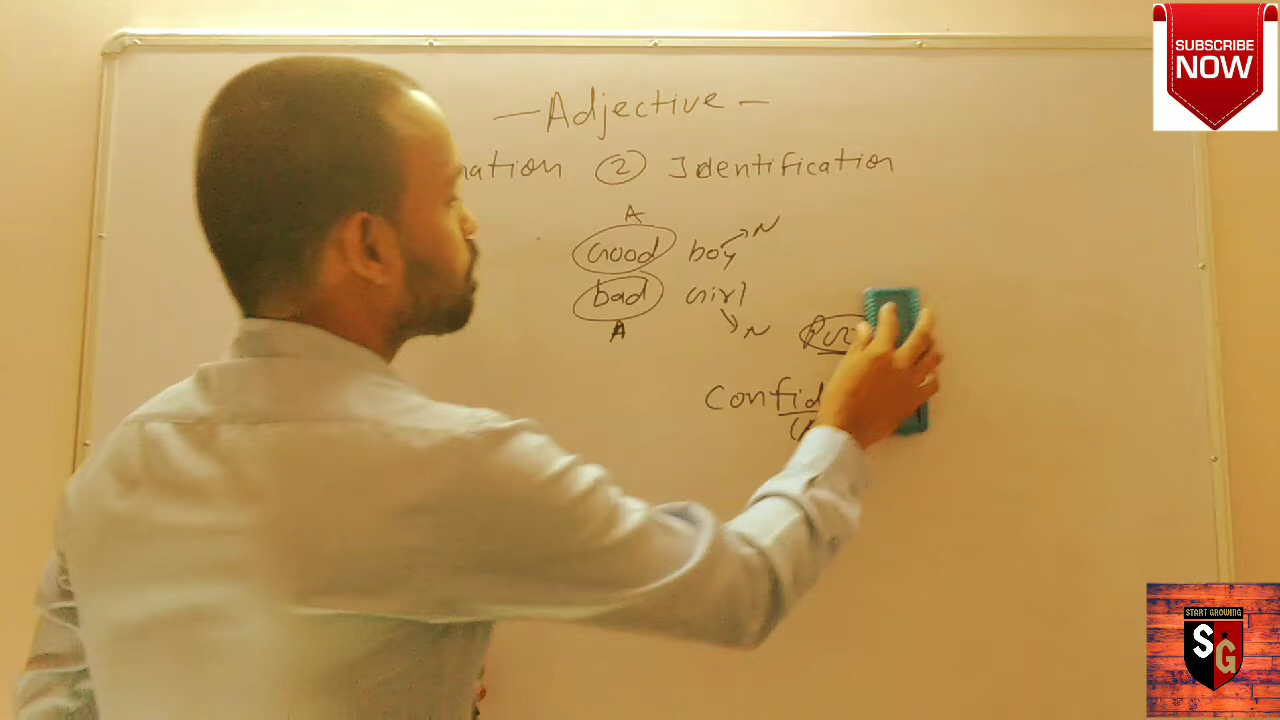 SUBSCRIBE
NOW
— Adjective —
nation ② Identification
A
Good boy → N
bad girl
A → N
Confid
START GROWING
SG